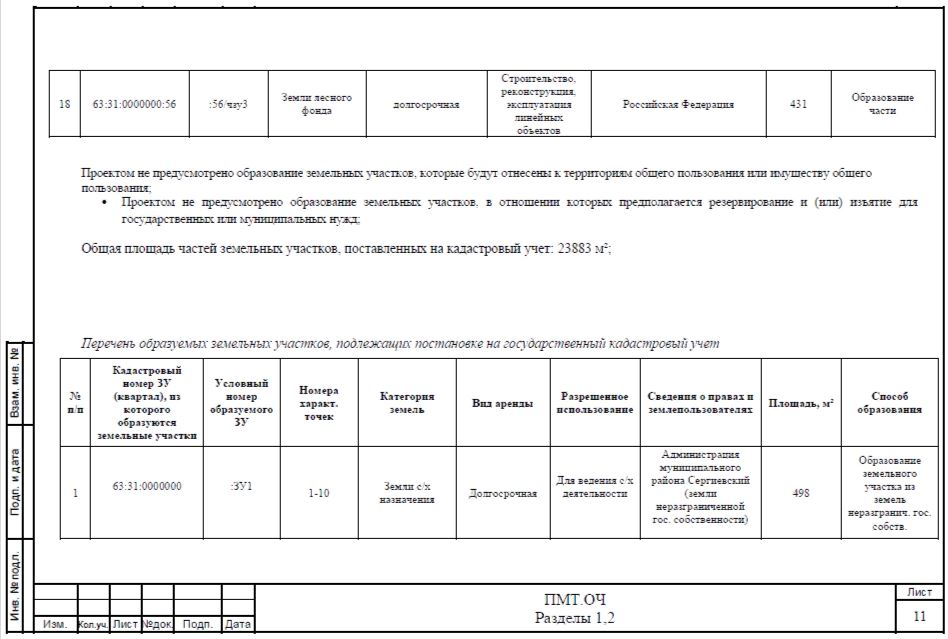 18 63:31:0000000:56 :56/чзу3 Земли лесного фонда долгосрочная Строительство, реконструкция, эксплуатация линейных объектов Российская Федерация 431 Образование части
Проектом не предусмотрено образование земельных участков, которые будут отнесены к территориям общего пользования или имуществу общего
пользования;
• Проектом не предусмотрено образование земельных участков, в отношении которых предполагается резервирование и (или) изъятие для
государственных или муниципальных нужд;
Общая площадь частей земельных участков, поставленных на кадастровый учет: 23883 м²;
Перечень образуемых земельных участков, подлежащих постановке на государственный кадастровый учет
№ п/п Кадастровый номер ЗУ (квартал), из которого образуются земельные участки Условный номер образуемого ЗУ Номера характ. точек Категория земель Вид аренды Разрешенное использование Сведения о правах и землепользователях Площадь, м² Способ образования
1 63:31:0000000 :ЗУ1 1-10 Земли с/х назначения Долгосрочная Для ведения с/х деятельности Администрация муниципального района Сергиевский (земли неразграниченной гос. собственности) 498 Образование земельного участка из земель неразгранич. гос. собств.
Взам. инв. №
Подп. и дата
Инв. № подл.
Изм. Кол.уч. Лист №док. Подп. Дата
ПМТ.ОЧ
Разделы 1,2
Лист
11